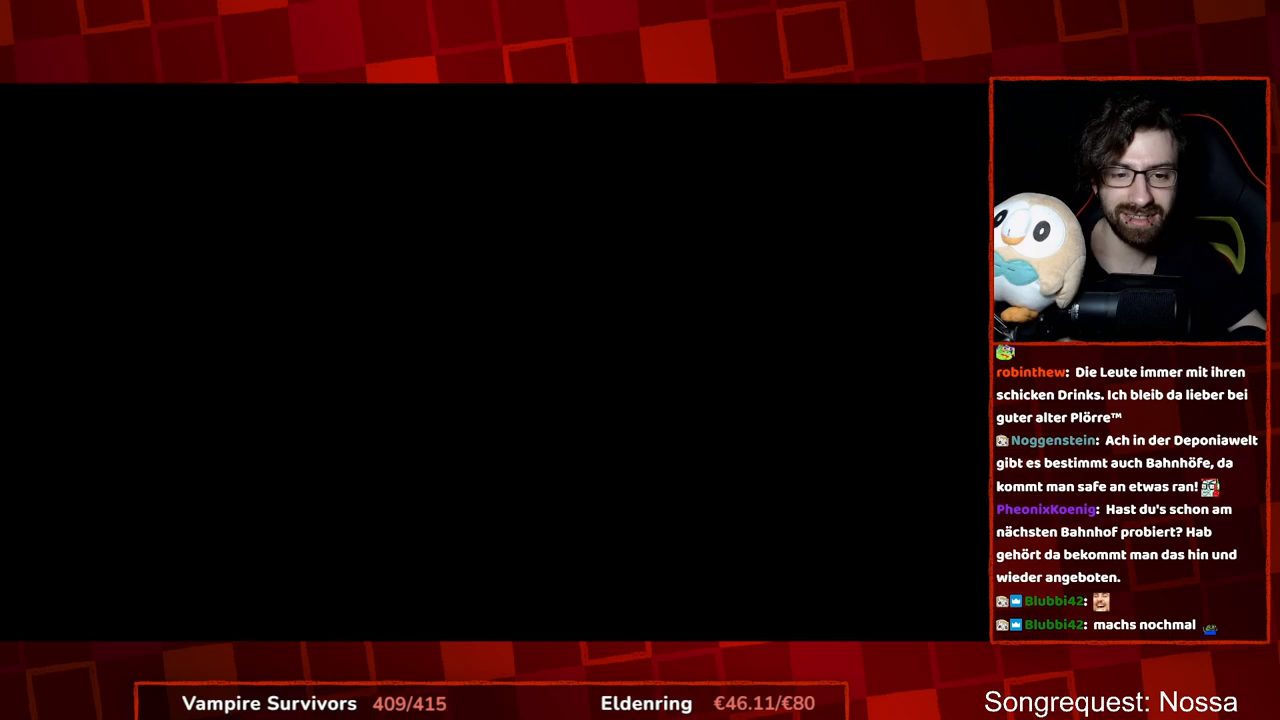 robinthew: Die Leute immer mit ihren
schicken Drinks. Ich bleib da lieber bei
guter alter Plörre™
Noggenstein: Ach in der Deponiawelt
gibt es bestimmt auch Bahnhöfe, da
kommt man safe an etwas ran!
PheonixKoenig: Hast du's schon am
nächsten Bahnhof probiert? Hab
gehört da bekommt man das hin und
wieder angeboten.
Blubbi42:
Blubbi42: machs nochmal
Vampire Survivors 409/415
Eldenring €46.11/€80
Songrequest: Nossa